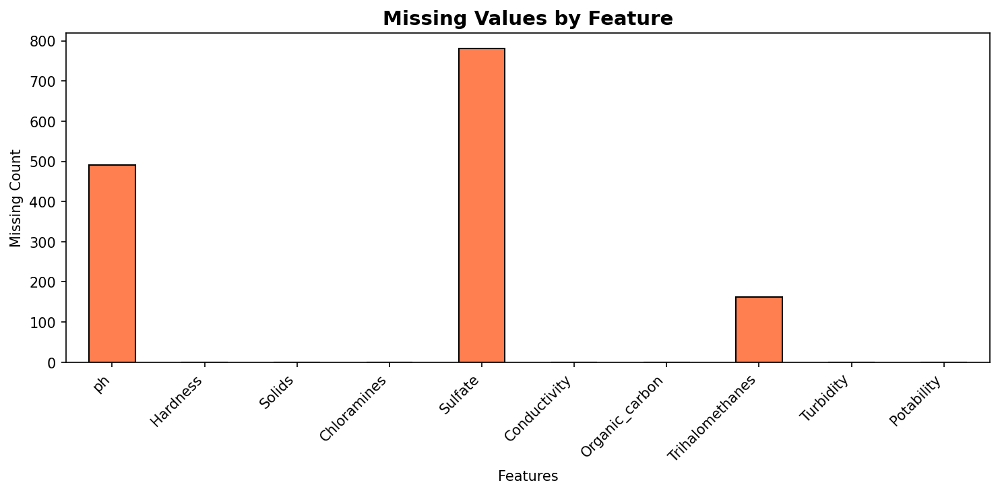 Missing Values by Feature
Missing Count
800
700
600
500
400
300
200
100
0
ph
Hardness
Solids
Chloramines
Sulfate
Conductivity
Organic_carbon
Trihalomethanes
Turbidity
Potability
Features